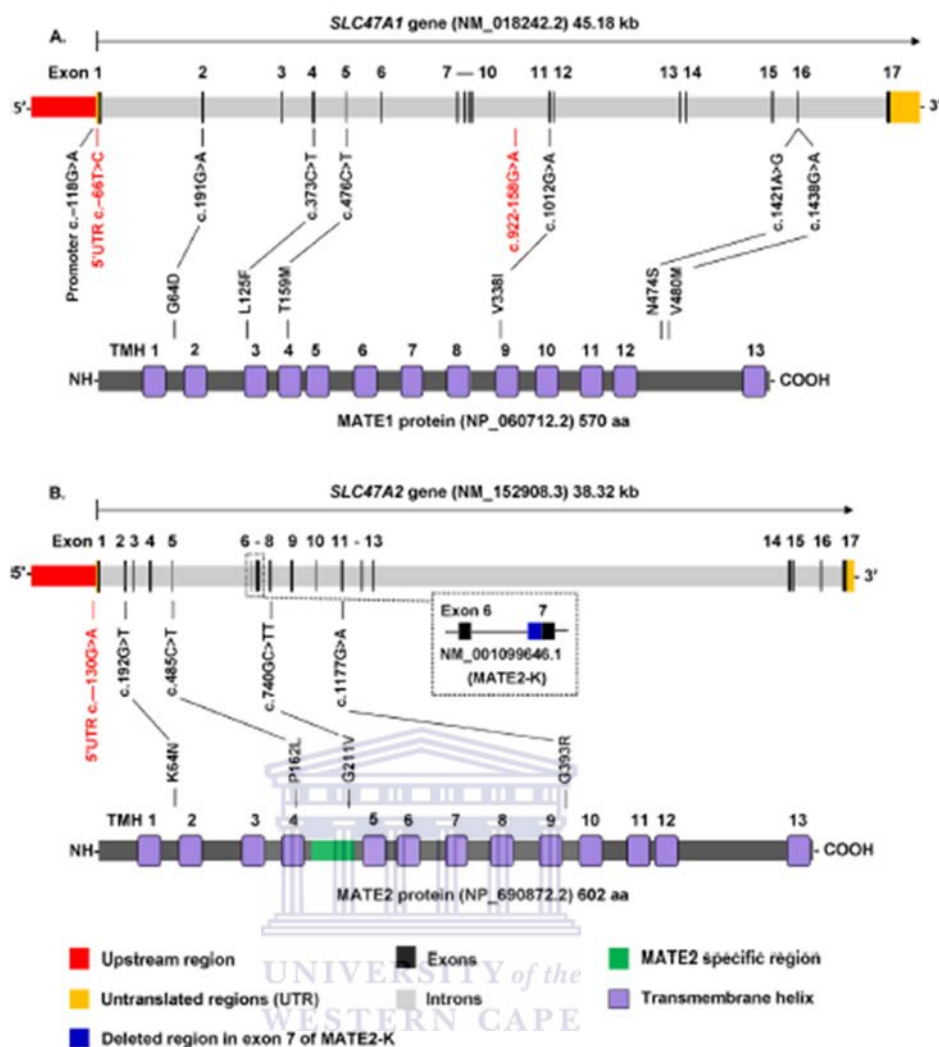 A.
SLC47A1 gene (NM_018242.2) 45.18 kb
Exon 1 2 3 4 5 6 7 — 10 11 12 13 14 15 16 17
5'- - 3'
Promoter c.–118G>A
5'UTR c.–66T>C
c.191G>A
c.373C>T
c.476C>T
c.922-158G>A
c.1012G>A
c.1421A>G
c.1438G>A
G64D
L125F
T159M
V338I
N474S
V480M
TMH 1 2 3 4 5 6 7 8 9 10 11 12 13
NH- - COOH
MATE1 protein (NP_060712.2) 570 aa
B.
SLC47A2 gene (NM_152908.3) 38.32 kb
Exon 1 2 3 4 5 6 - 8 9 10 11 - 13 14 15 16 17
5'- - 3'
Exon 6 7
NM_001099646.1
(MATE2-K)
5'UTR c.—130G>A
c.192G>T
c.485C>T
c.740GC>TT
c.1177G>A
K64N
P162L
G211V
G393R
TMH 1 2 3 4 5 6 7 8 9 10 11 12 13
NH- - COOH
MATE2 protein (NP_690872.2) 602 aa
Upstream region Exons MATE2 specific region
Untranslated regions (UTR) Introns Transmembrane helix
Deleted region in exon 7 of MATE2-K
UNIVERSITY of the
WESTERN CAPE